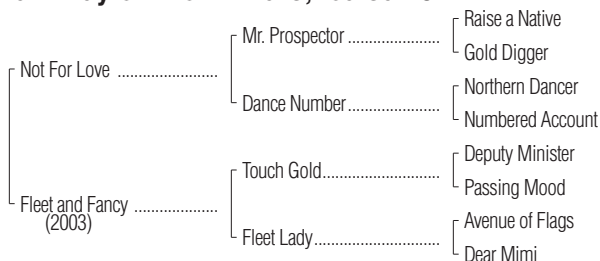 Raise a Native
Mr. Prospector ......................
Gold Digger
Not For Love ........................
Northern Dancer
Dance Number......................
Numbered Account
Deputy Minister
Touch Gold............................
Passing Mood
Fleet and Fancy ....................
(2003)
Avenue of Flags
Fleet Lady..............................
Dear Mimi